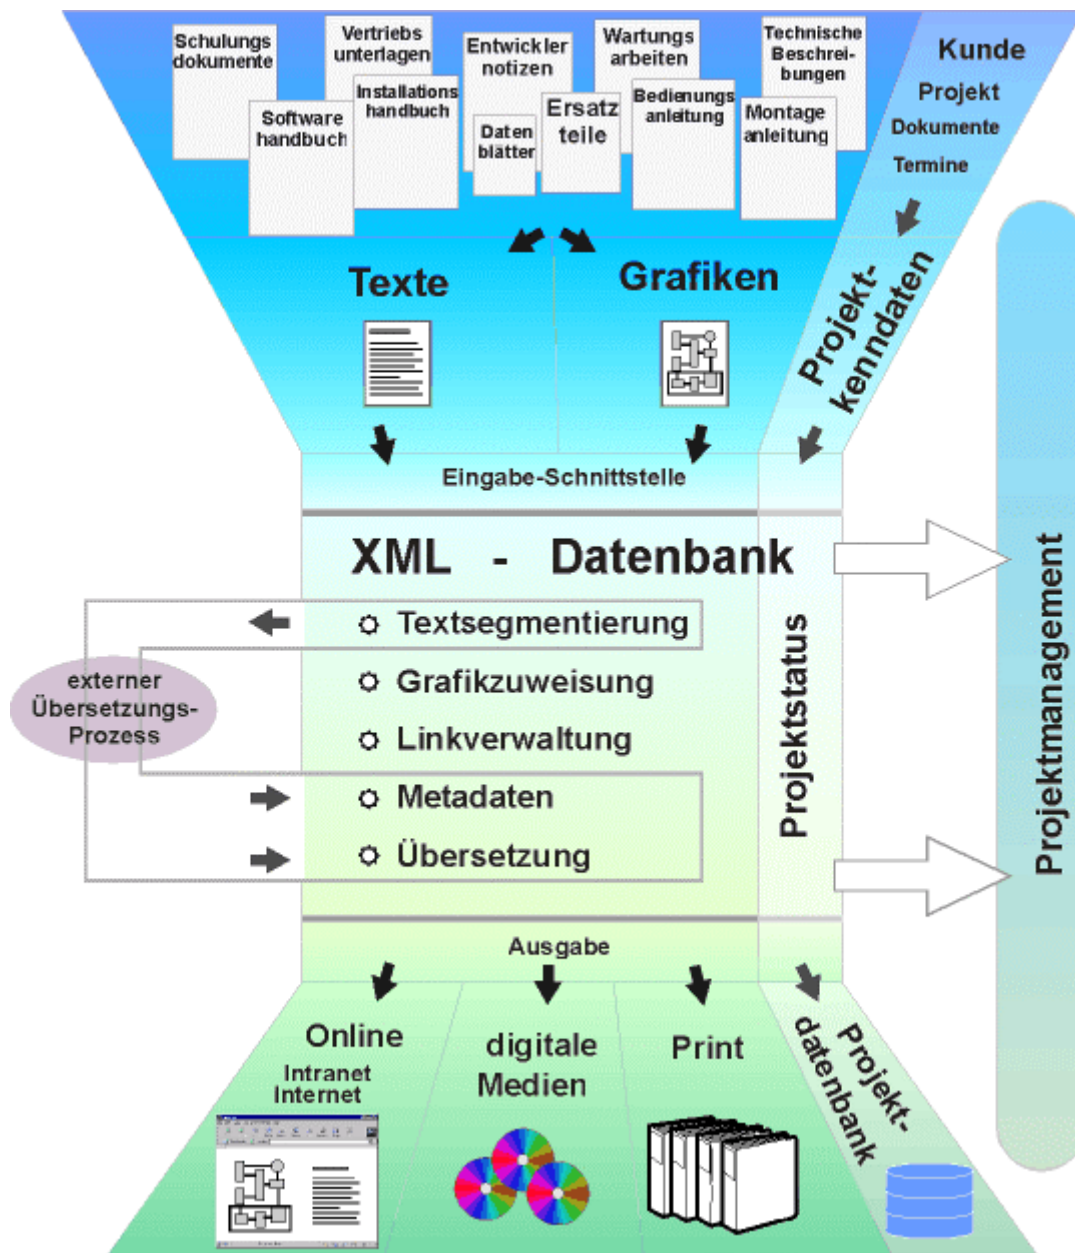 Schulungs
dokumente
Vertriebs
unterlagen
Entwickler
notizen
Wartungs
arbeiten
Technische
Beschrei-
bungen
Software
handbuch
Installations
handbuch
Daten
blätter
Ersatz
teile
Bedienungs
anleitung
Montage
anleitung
Kunde
Projekt
Dokumente
Termine
Texte
Grafiken
Projekt-
kenndaten
Eingabe-Schnittstelle
XML - Datenbank
Textsegmentierung
Grafikzuweisung
Linkverwaltung
Metadaten
Übersetzung
externer
Übersetzungs-
Prozess
Projektstatus
Projektmanagement
Ausgabe
Online
Intranet
Internet
digitale
Medien
Print
Projekt-
datenbank